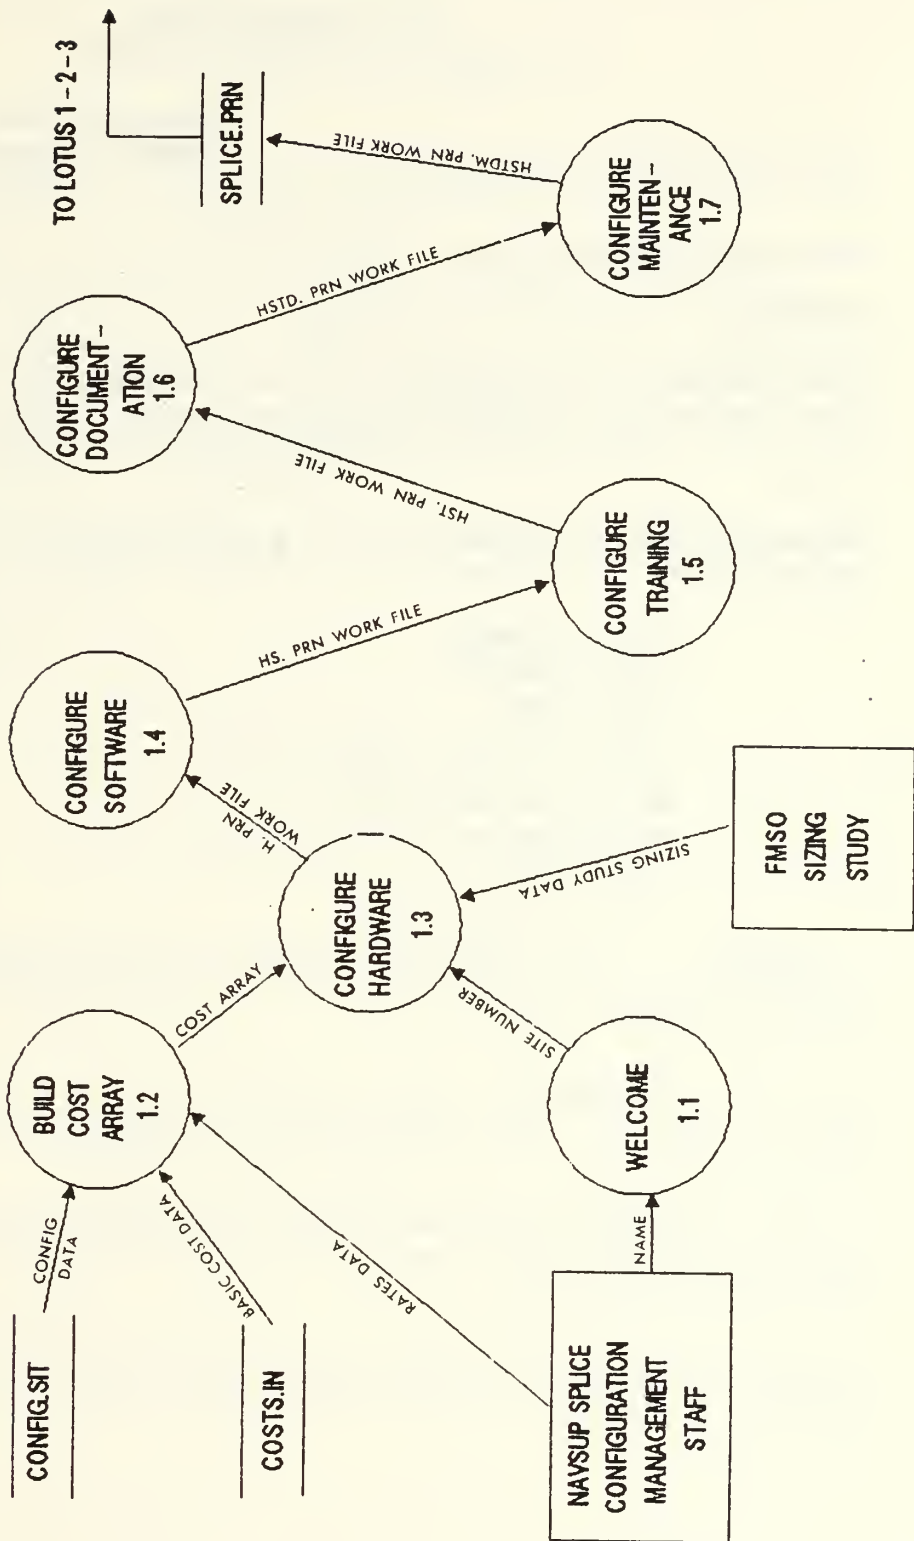 CONFIG.SIT
CONFIG
DATA
COSTS.IN
BASIC COST DATA
BUILD
COST
ARRAY
1.2
RATES DATA
NAVSUP SPLICE
CONFIGURATION
MANAGEMENT
STAFF
NAME
WELCOME
1.1
SITE NUMBER
COST ARRAY
CONFIGURE
HARDWARE
1.3
SIZING STUDY DATA
FMSO
SIZING
STUDY
H. PRN
WORK FILE
CONFIGURE
SOFTWARE
1.4
HS. PRN WORK FILE
CONFIGURE
TRAINING
1.5
HST. PRN WORK FILE
CONFIGURE
DOCUMENT-
ATION
1.6
HSTD. PRN WORK FILE
CONFIGURE
MAINTEN-
ANCE
1.7
HSTDM. PRN WORK FILE
SPLICE.PRN
TO LOTUS 1-2-3